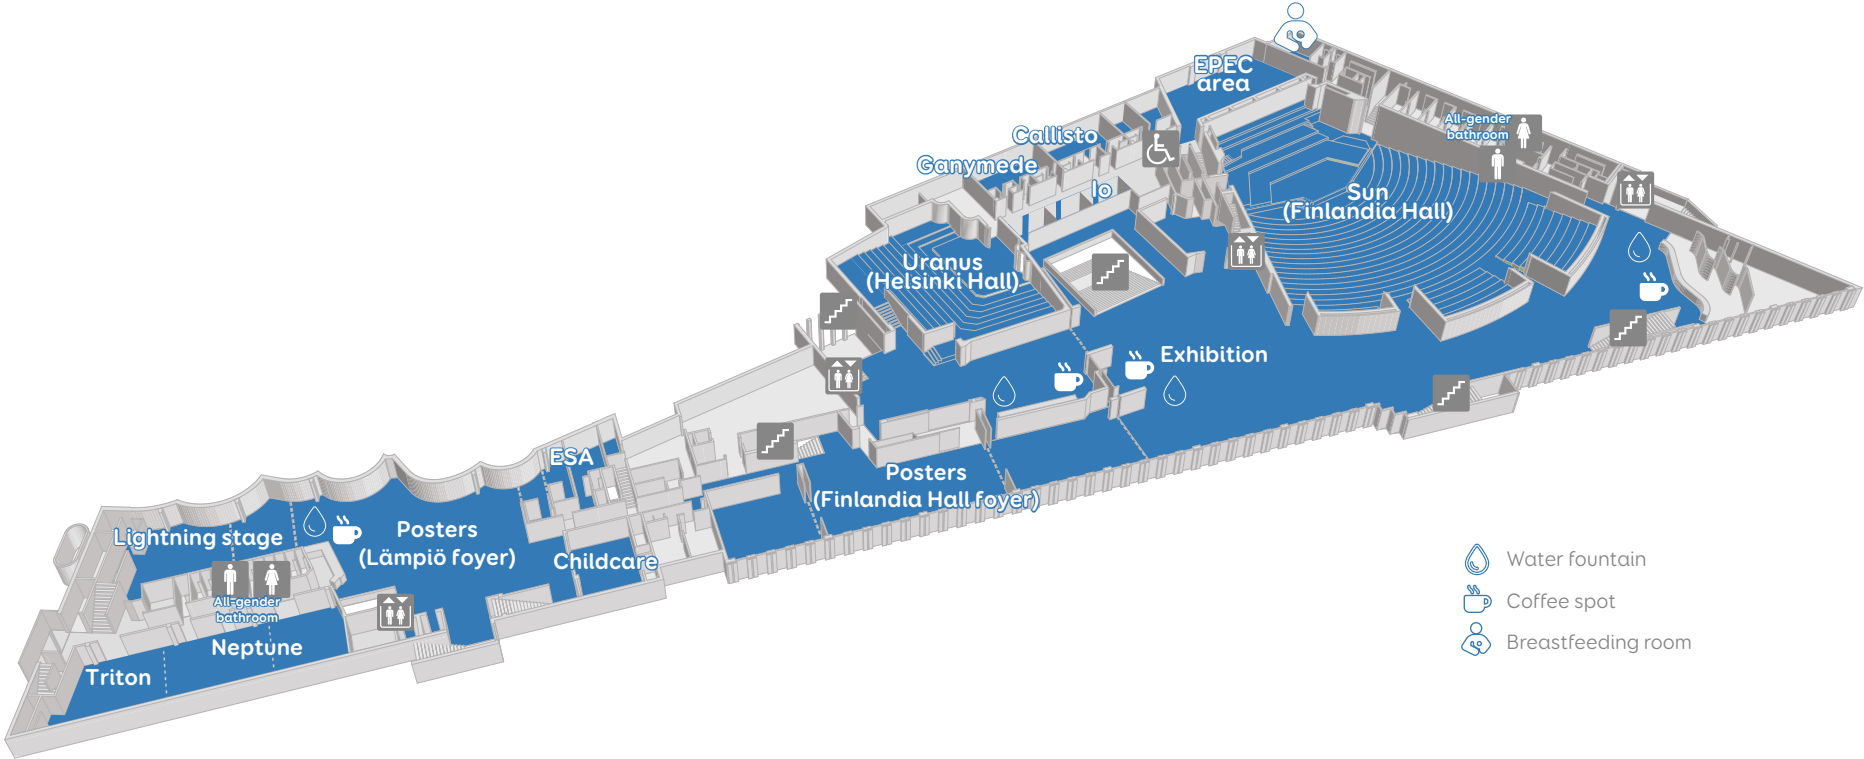 EPEC
area
Callisto
Ganymede
Io
All-gender
bathroom
Sun
(Finlandia Hall)
Uranus
(Helsinki Hall)
Exhibition
Posters
(Finlandia Hall foyer)
ESA
Lightning stage
Posters
(Lämpiö foyer)
Childcare
All-gender
bathroom
Neptune
Triton
Water fountain
Coffee spot
Breastfeeding room